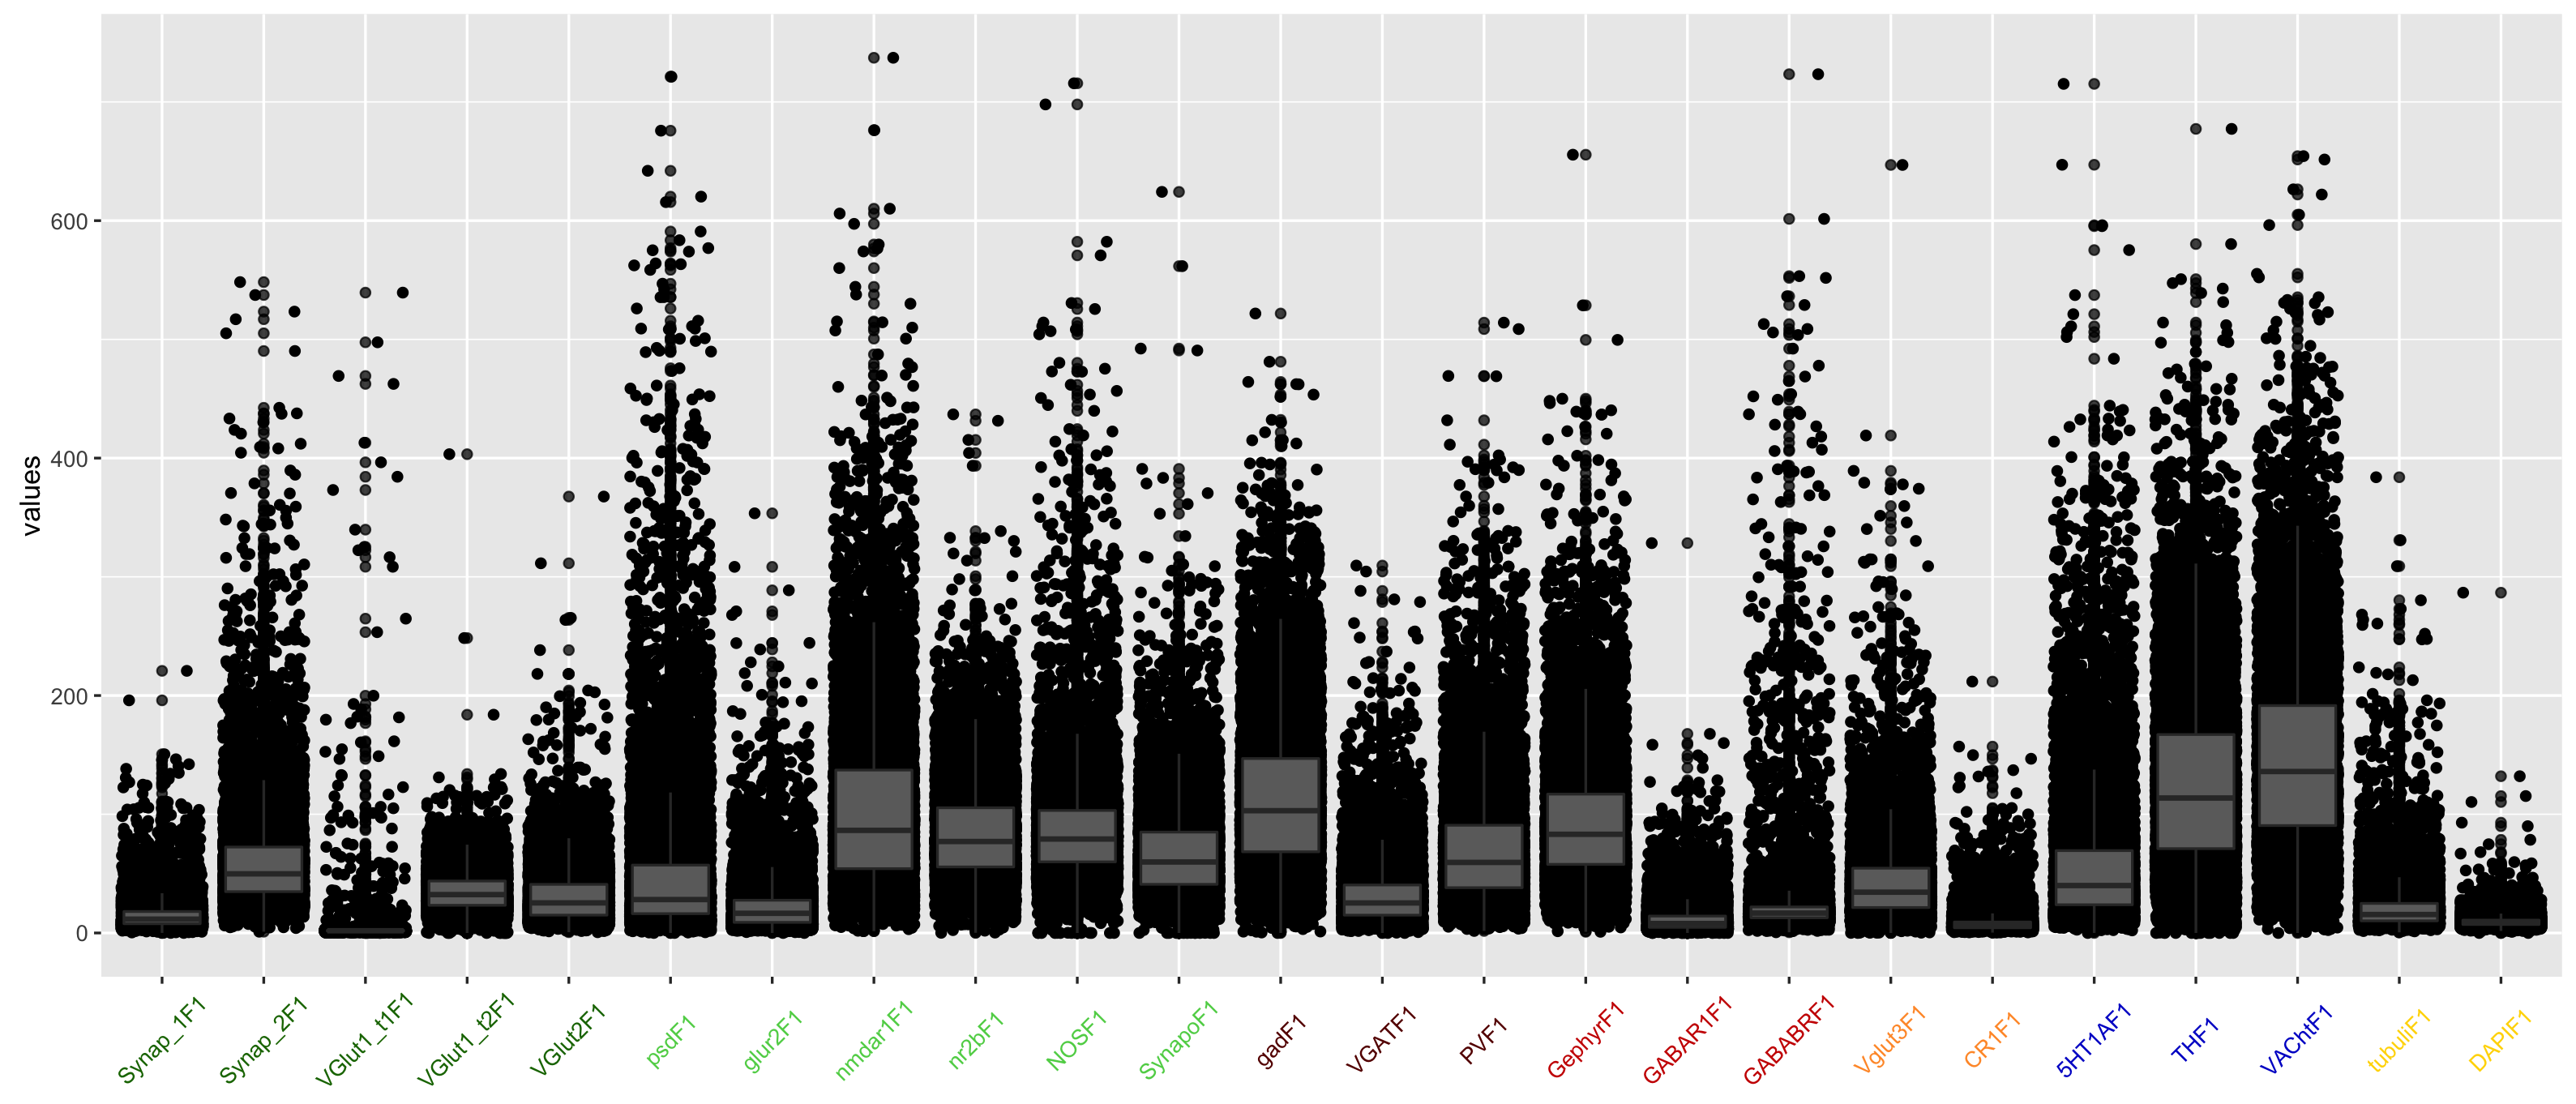 values
600
400
200
0
Synap_1F1
Synap_2F1
VGlut1_t1F1
VGlut1_t2F1
VGlut2F1
psdF1
glur2F1
nmdar1F1
nr2bF1
NOSF1
SynapoF1
gadF1
VGATF1
PVF1
GephyrF1
GABAR1F1
GABABRF1
Vglut3F1
CR1F1
5HT1AF1
THF1
VAChtF1
tubuliF1
DAPIF1